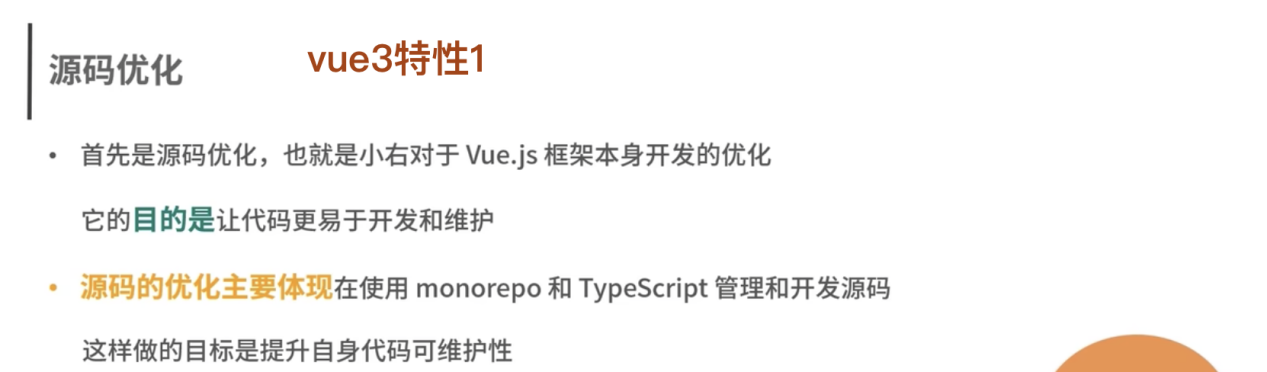 源码优化
vue3特性1
• 首先是源码优化，也就是小右对于 Vue.js 框架本身开发的优化
它的目的是让代码更易于开发和维护
• 源码的优化主要体现在使用 monorepo 和 TypeScript 管理和开发源码
这样做的目标是提升自身代码可维护性